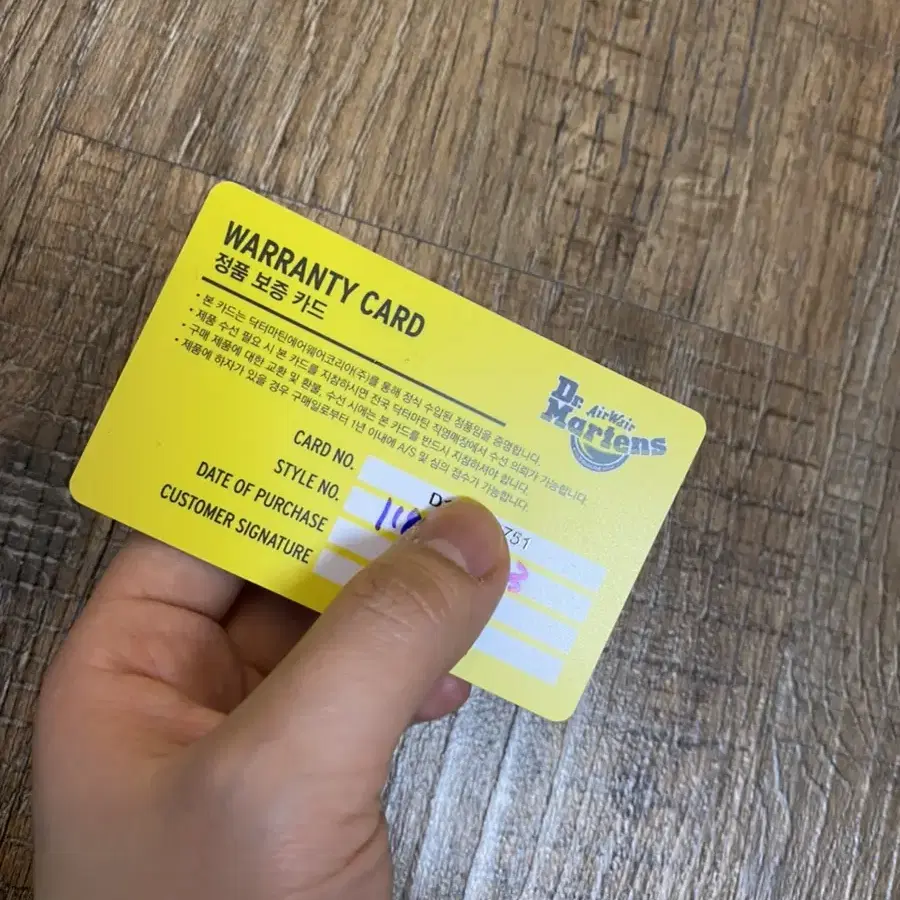 WARRANTY CARD
정품 보증 카드
• 본 카드는 닥터마틴에어웨어코리아(주)를 통해 정식 수입된 정품임을 증명합니다.
• 제품 수선 필요 시 본 카드를 지참하시면 전국 닥터마틴 직영매장에서 수선 의뢰가 가능합니다.
• 구매 제품에 대한 교환 및 환불, 수선 시에는 본 카드를 반드시 지참하셔야 합니다.
• 제품에 하자가 있을 경우 구매일로부터 1년 이내에 A/S 및 심의 접수가 가능합니다.
Dr. Martens
AirWair
CARD NO.
751
STYLE NO.
DATE OF PURCHASE
CUSTOMER SIGNATURE